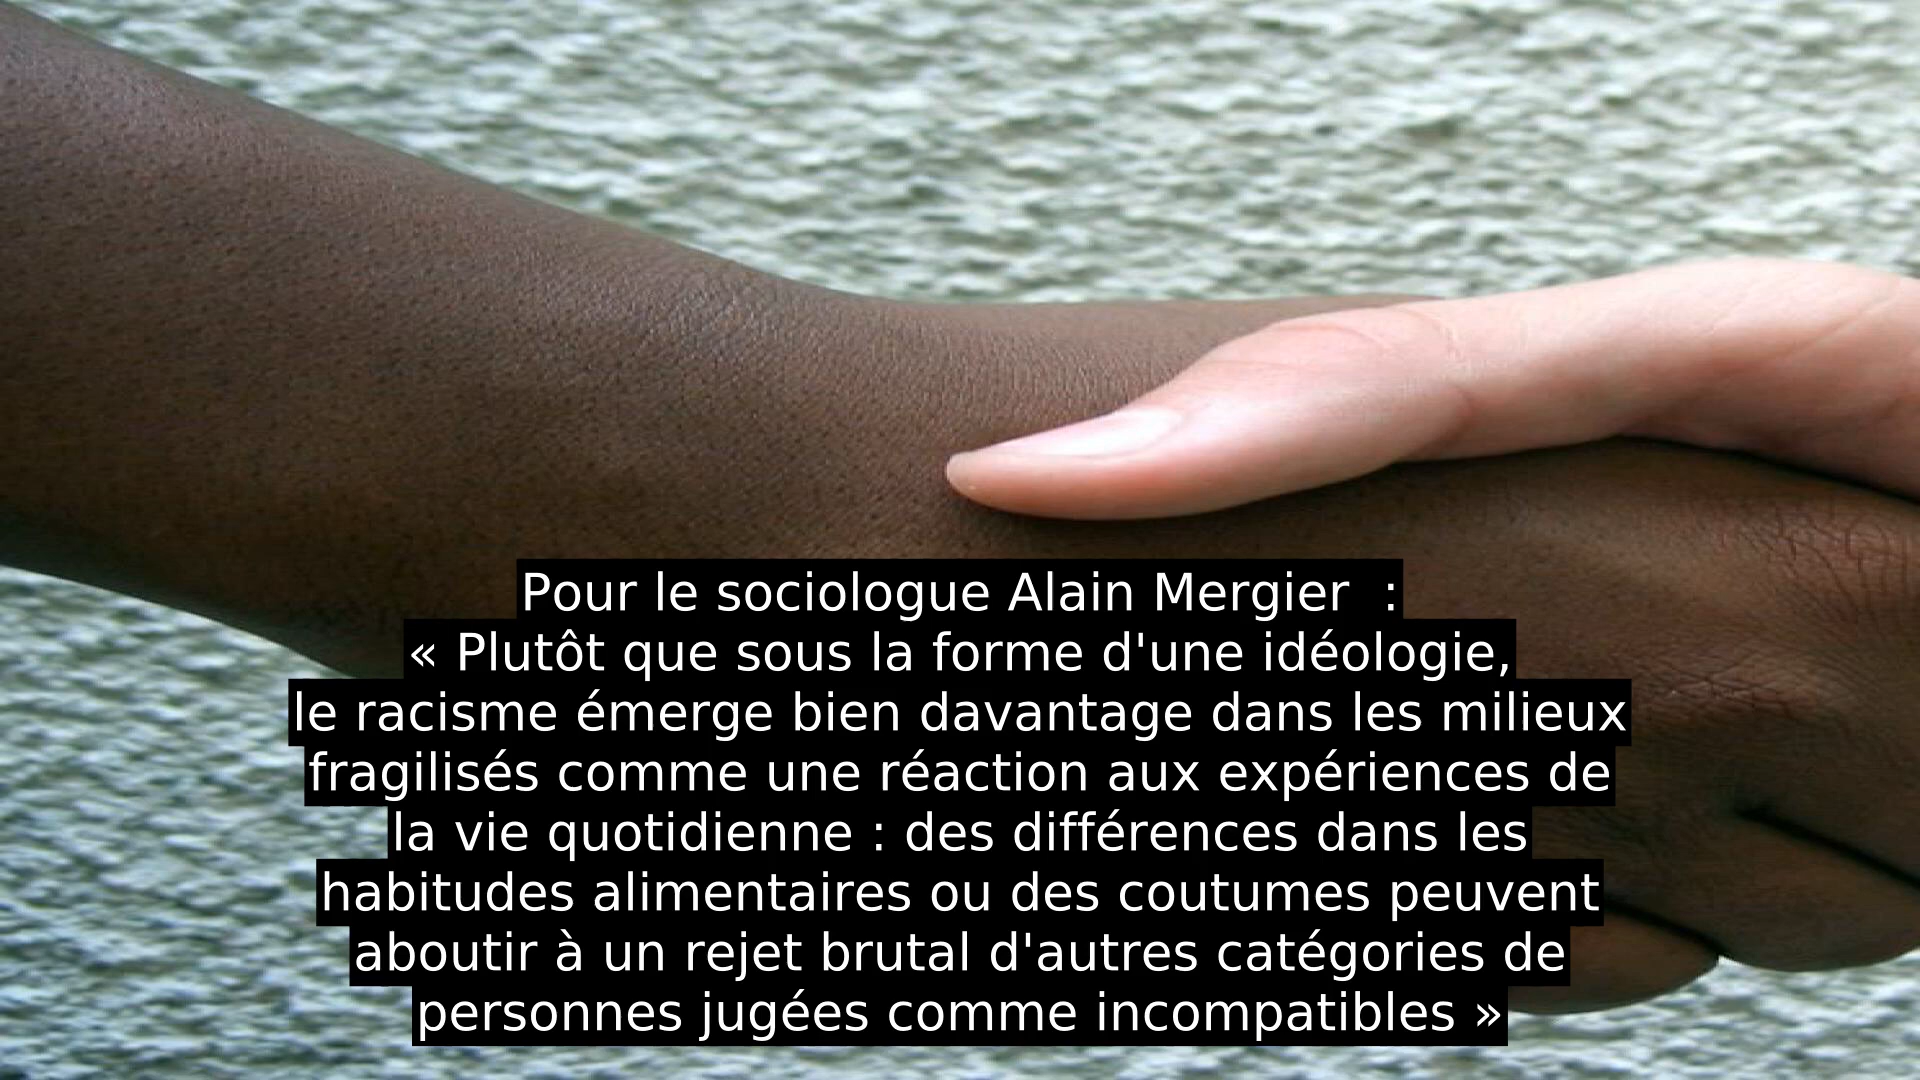 Pour le sociologue Alain Mergier  :
« Plutôt que sous la forme d'une idéologie,
le racisme émerge bien davantage dans les milieux
fragilisés comme une réaction aux expériences de
la vie quotidienne : des différences dans les
habitudes alimentaires ou des coutumes peuvent
aboutir à un rejet brutal d'autres catégories de
personnes jugées comme incompatibles »